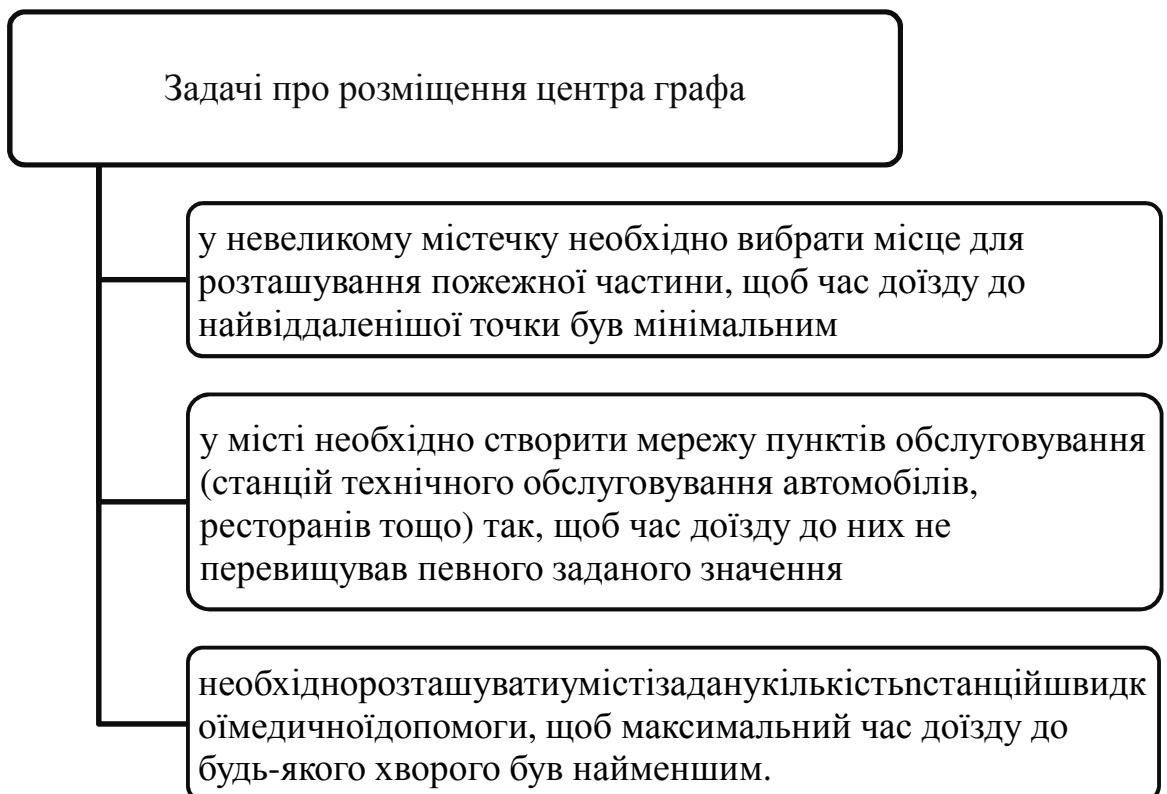 Задачі про розміщення центра графа
у невеликому містечку необхідно вибрати місце для
розташування пожежної частини, щоб час доїзду до
найвіддаленішої точки був мінімальним
у місті необхідно створити мережу пунктів обслуговування
(станцій технічного обслуговування автомобілів,
ресторанів тощо) так, щоб час доїзду до них не
перевищував певного заданого значення
необхіднорозташуватиумістізаданукількістьnстанційшвидк
оїмедичноїдопомоги, щоб максимальний час доїзду до
будь-якого хворого був найменшим.